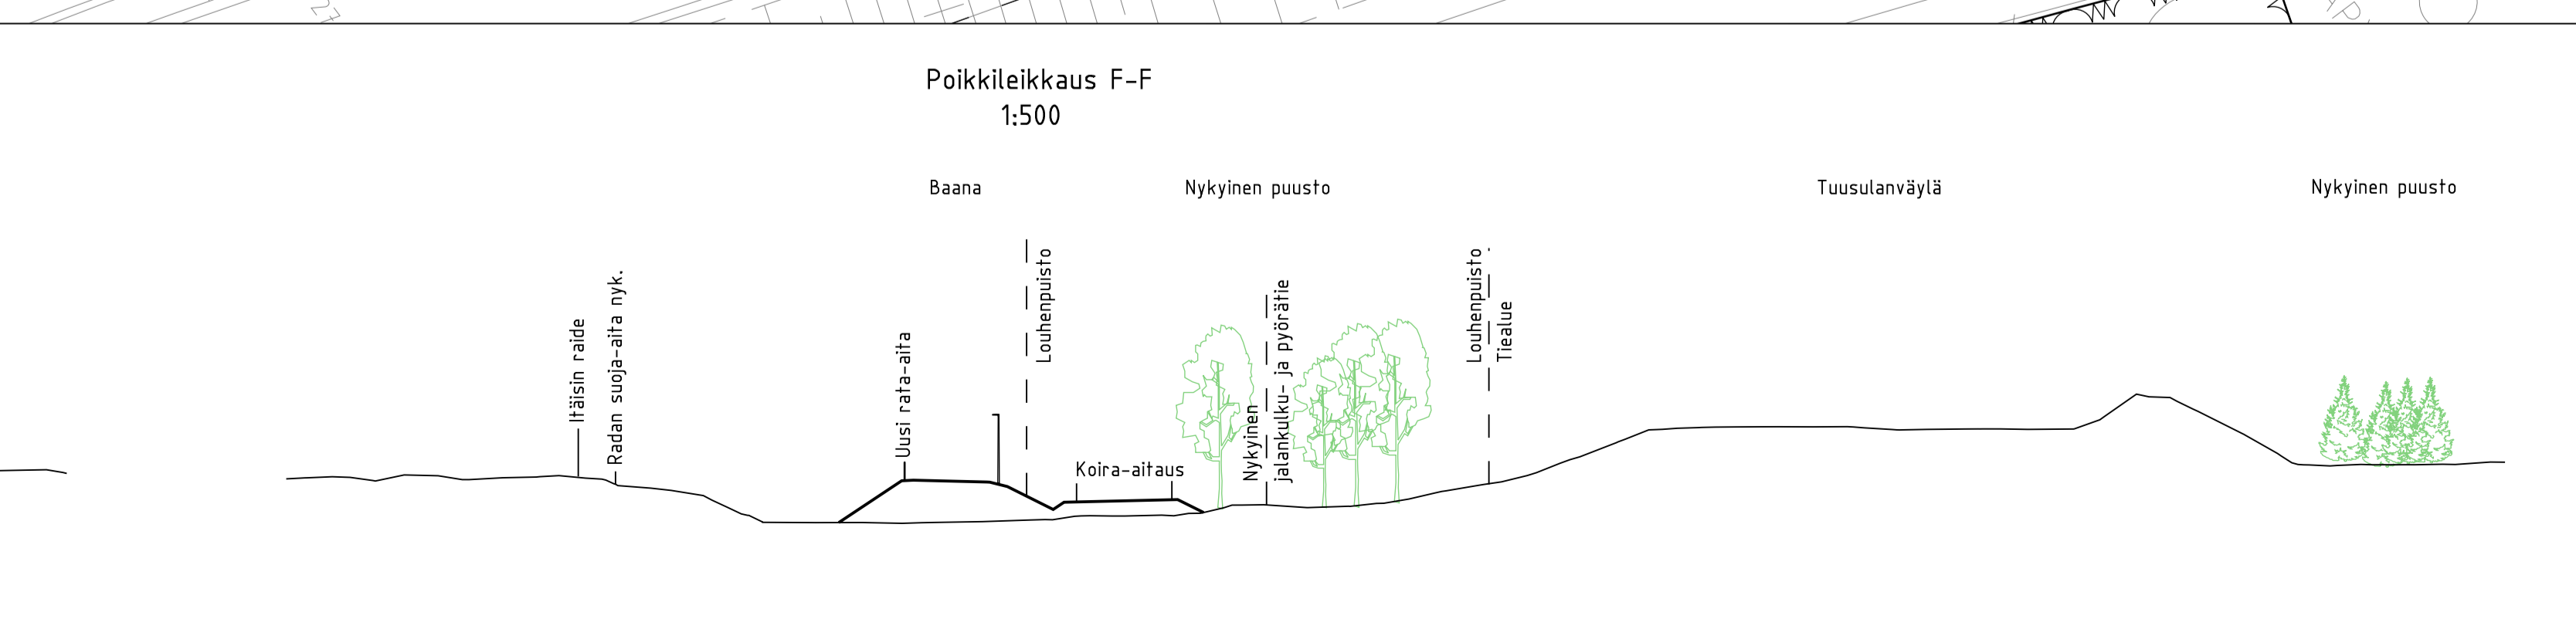 Poikkileikkaus F-F
1:500
Baana
Nykyinen puusto
Tuusulanväylä
Nykyinen puusto
Itäisin raide
Radan suoja-aita nyk.
Uusi rata-aita
Louhenpuisto
Koira-aitaus
Nykyinen
jalankulku- ja pyörätie
Louhenpuisto
Tiealue